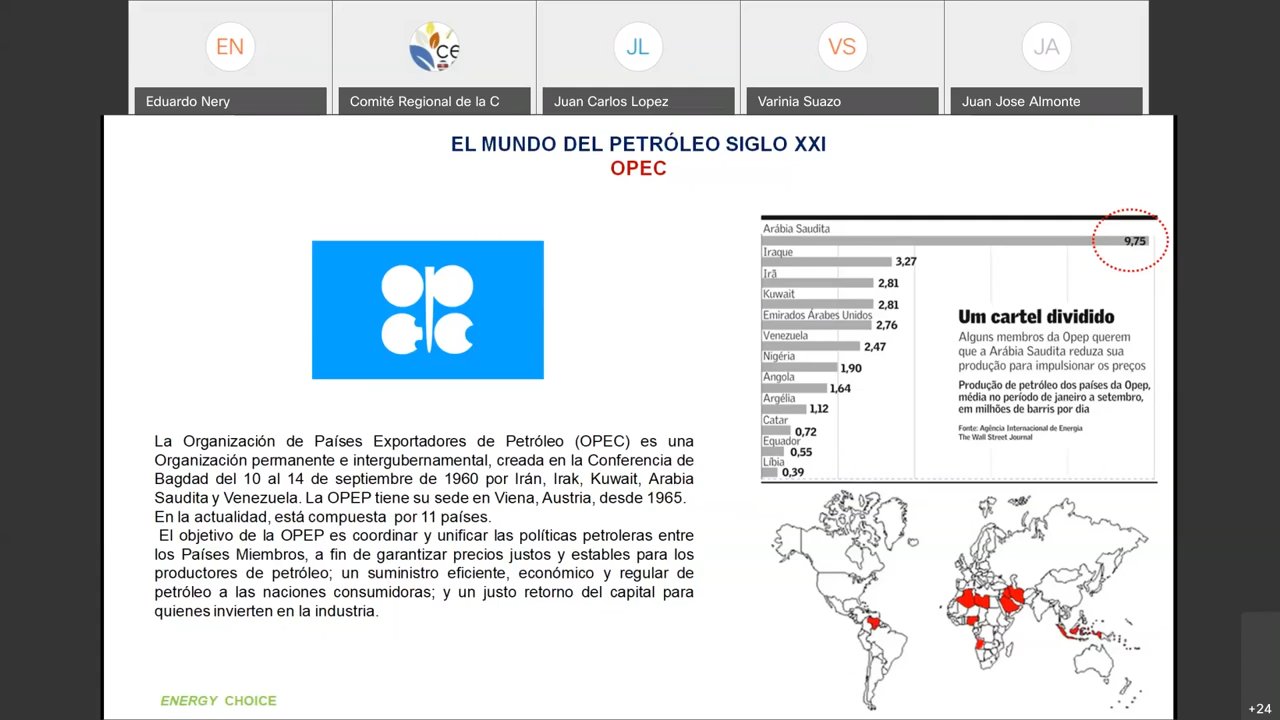 EN
CE
JL
VS
JA
Eduardo Nery
Comité Regional de la C
Juan Carlos Lopez
Varinia Suazo
Juan Jose Almonte
EL MUNDO DEL PETRÓLEO SIGLO XXI
OPEC
La Organización de Países Exportadores de Petróleo (OPEC) es una
Organización permanente e intergubernamental, creada en la Conferencia de
Bagdad del 10 al 14 de septiembre de 1960 por Irán, Irak, Kuwait, Arabia
Saudita y Venezuela. La OPEP tiene su sede en Viena, Austria, desde 1965.
En la actualidad, está compuesta por 11 países.
El objetivo de la OPEP es coordinar y unificar las políticas petroleras entre
los Países Miembros, a fin de garantizar precios justos y estables para los
productores de petróleo; un suministro eficiente, económico y regular de
petróleo a las naciones consumidoras; y un justo retorno del capital para
quienes invierten en la industria.
Arábia Saudita
9,75
Iraque
3,27
Irã
2,81
Kuwait
2,81
Emirados Árabes Unidos
2,76
Venezuela
2,47
Nigéria
1,90
Angola
1,64
Argélia
1,12
Catar
0,72
Equador
0,55
Líbia
0,39
Um cartel dividido
Alguns membros da Opep querem
que a Arábia Saudita reduza sua
produção para impulsionar os preços
Produção de petróleo dos países da Opep,
média no período de janeiro a setembro,
em milhões de barris por dia
Fonte: Agência Internacional de Energia
The Wall Street Journal
ENERGY CHOICE
+24